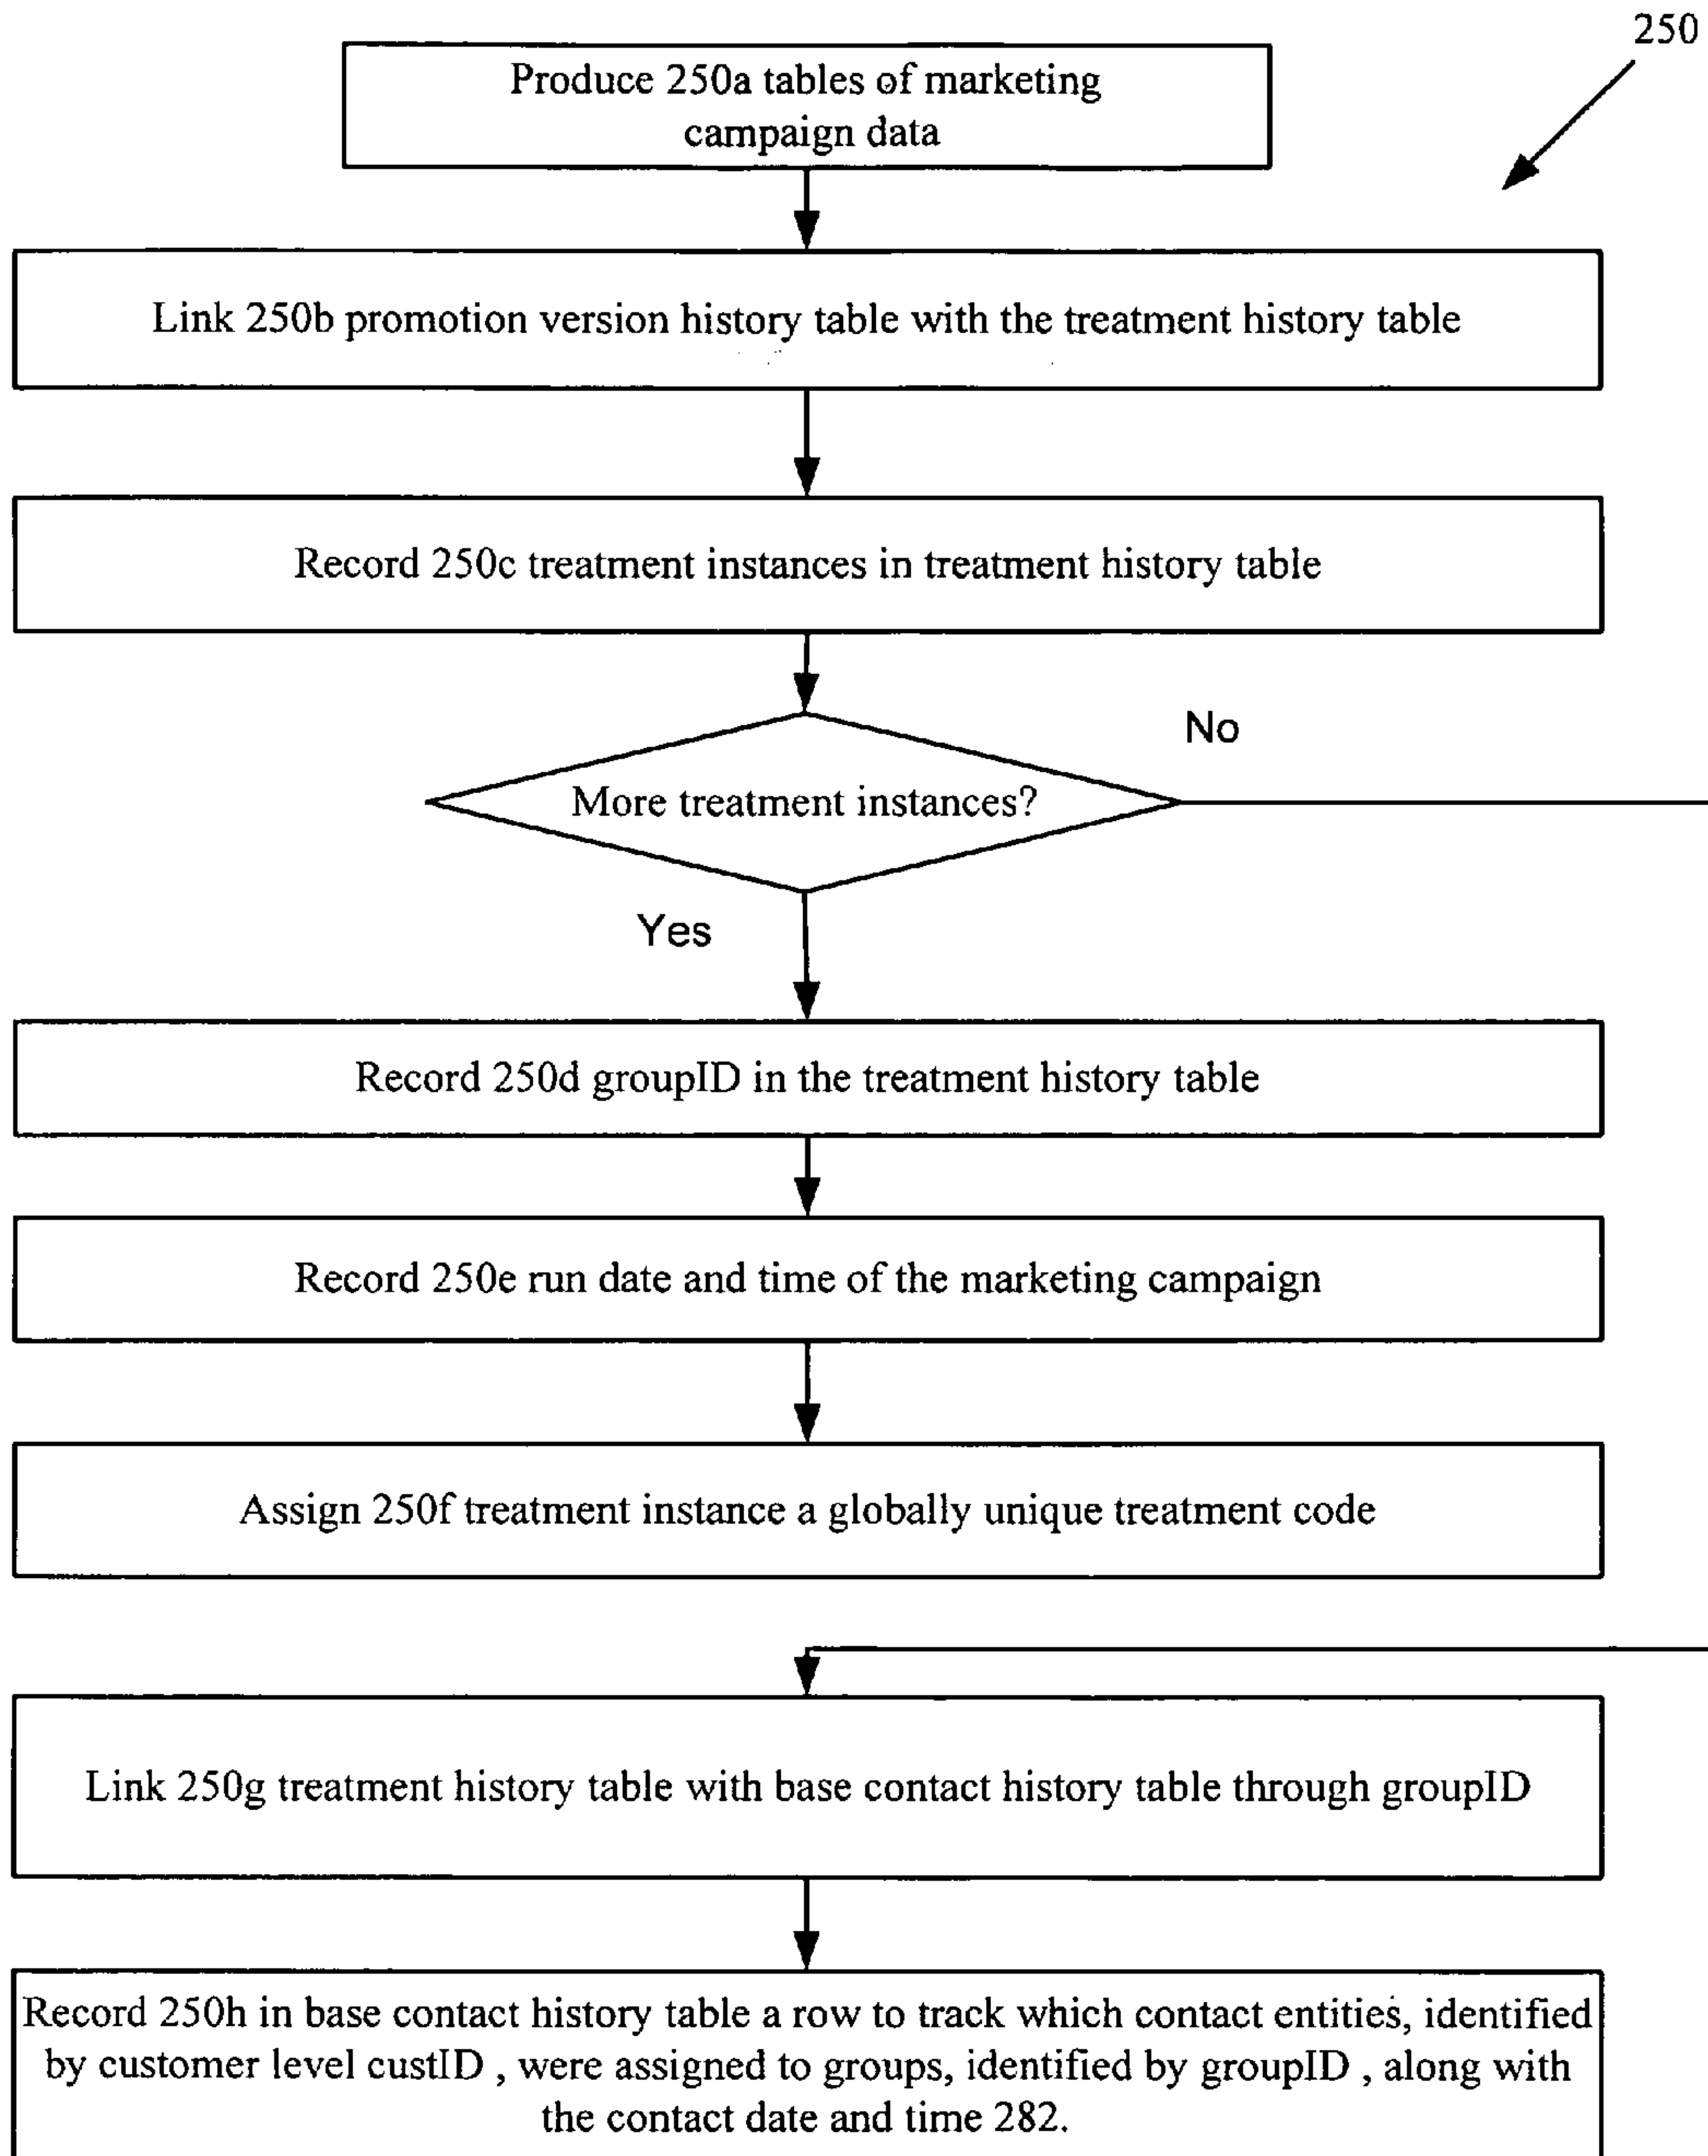 250
Produce 250a tables of marketing
campaign data
Link 250b promotion version history table with the treatment history table
Record 250c treatment instances in treatment history table
No
More treatment instances?
Yes
Record 250d groupID in the treatment history table
Record 250e run date and time of the marketing campaign
Assign 250f treatment instance a globally unique treatment code
Link 250g treatment history table with base contact history table through groupID
Record 250h in base contact history table a row to track which contact entities, identified
by customer level custID , were assigned to groups, identified by groupID , along with
the contact date and time 282.